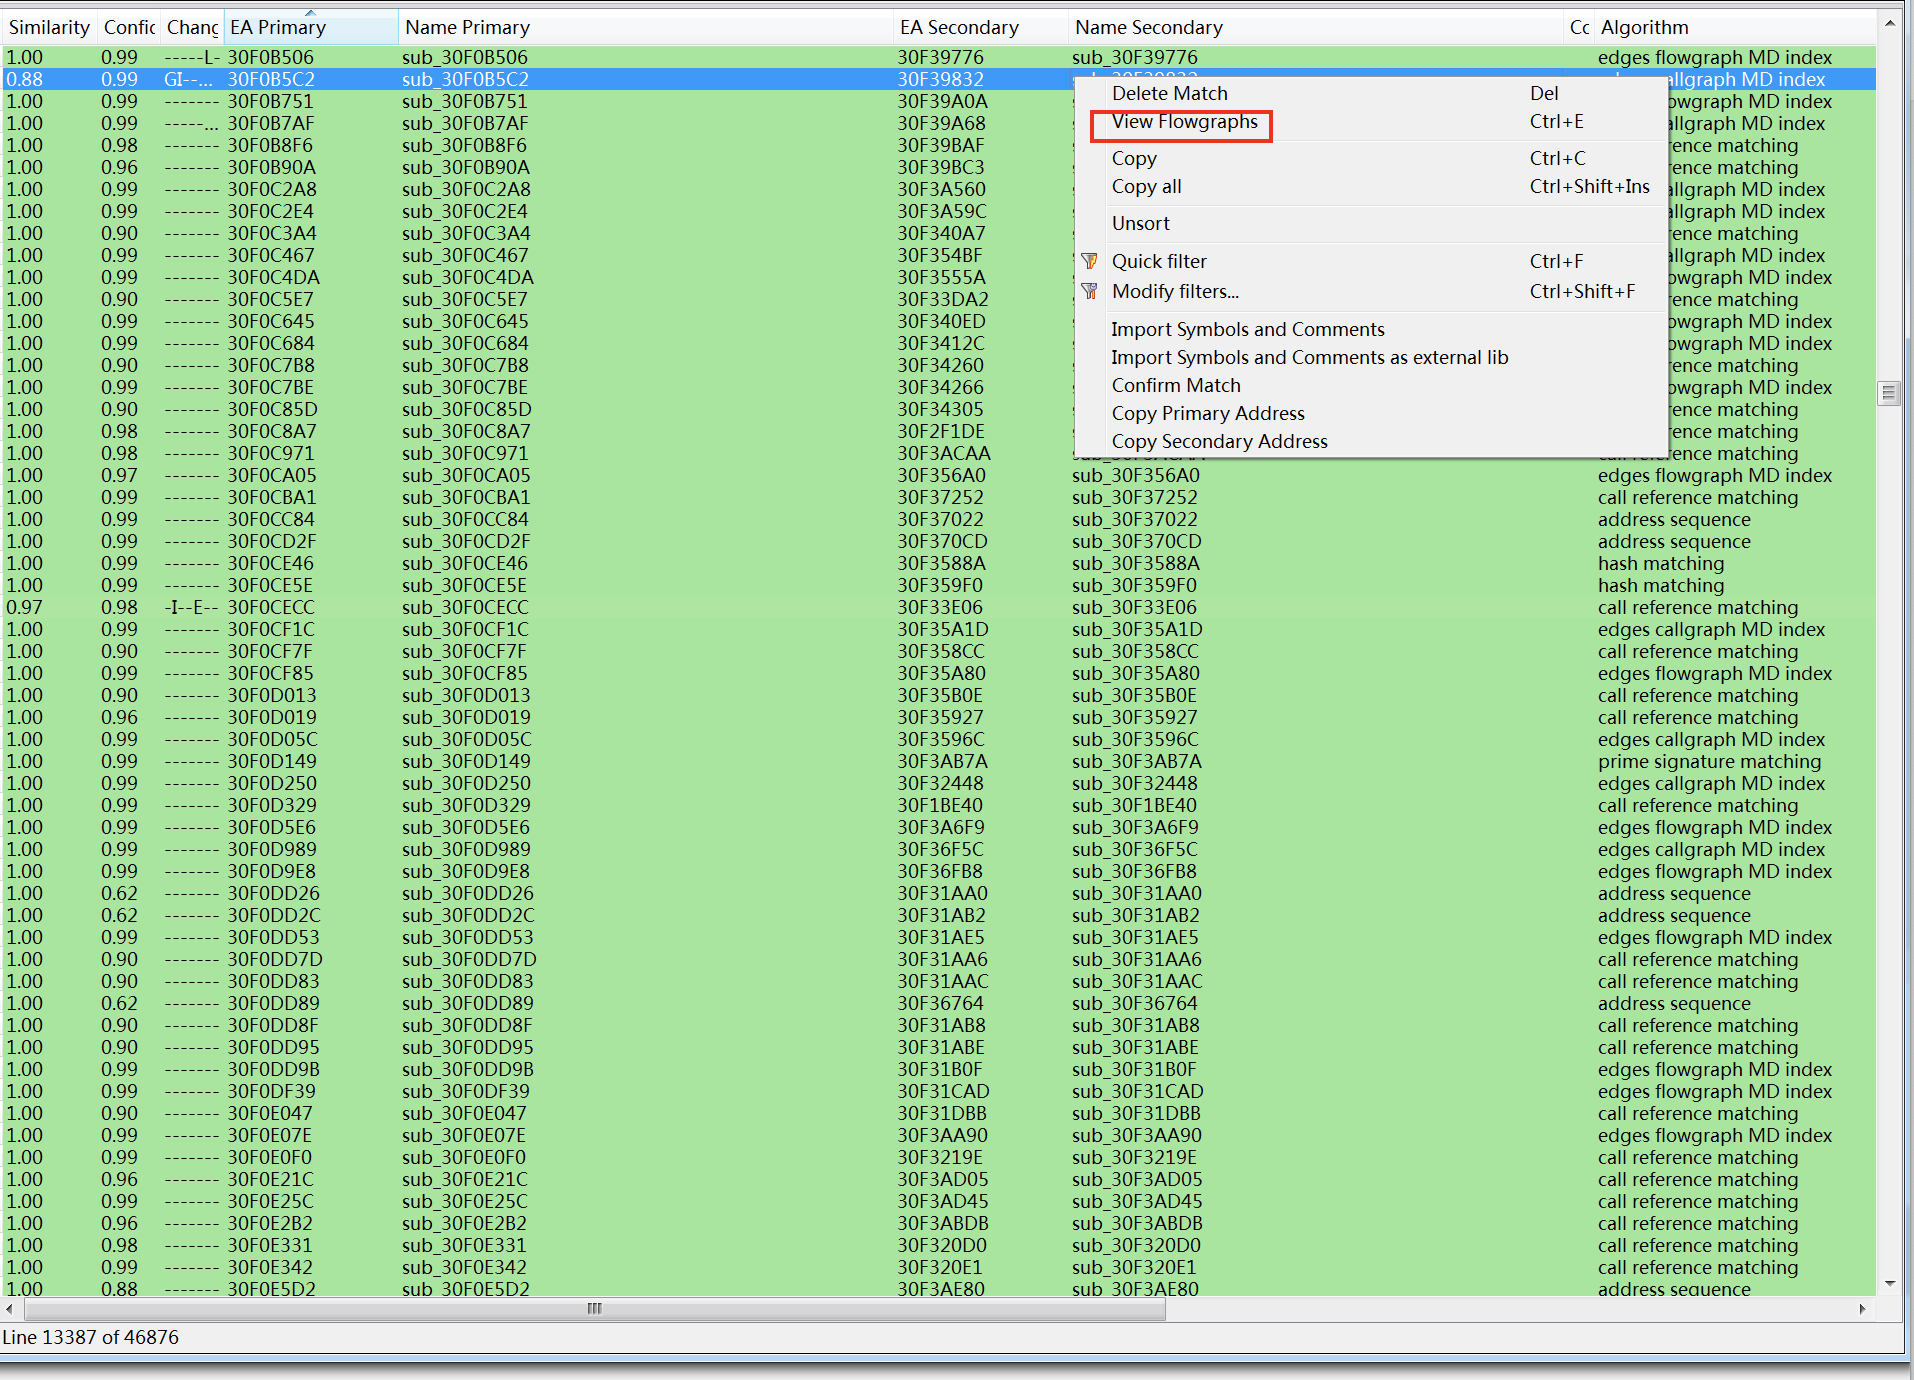 Similarity Confic Chang EA Primary Name Primary EA Secondary Name Secondary Cc Algorithm
1.00 0.99 -----L- 30F0B506 sub_30F0B506 30F39776 sub_30F39776 edges flowgraph MD index
0.88 0.99 GI--... 30F0B5C2 sub_30F0B5C2 30F39832 allgraph MD index
1.00 0.99 ------- 30F0B751 sub_30F0B751 30F39A0A owgraph MD index
1.00 0.99 -----... 30F0B7AF sub_30F0B7AF 30F39A68 allgraph MD index
1.00 0.98 ------- 30F0B8F6 sub_30F0B8F6 30F39BAF rence matching
1.00 0.96 ------- 30F0B90A sub_30F0B90A 30F39BC3 rence matching
1.00 0.99 ------- 30F0C2A8 sub_30F0C2A8 30F3A560 allgraph MD index
1.00 0.99 ------- 30F0C2E4 sub_30F0C2E4 30F3A59C allgraph MD index
1.00 0.90 ------- 30F0C3A4 sub_30F0C3A4 30F340A7 rence matching
1.00 0.99 ------- 30F0C467 sub_30F0C467 30F354BF allgraph MD index
1.00 0.99 ------- 30F0C4DA sub_30F0C4DA 30F3555A owgraph MD index
1.00 0.90 ------- 30F0C5E7 sub_30F0C5E7 30F33DA2 rence matching
1.00 0.99 ------- 30F0C645 sub_30F0C645 30F340ED owgraph MD index
1.00 0.99 ------- 30F0C684 sub_30F0C684 30F3412C owgraph MD index
1.00 0.90 ------- 30F0C7B8 sub_30F0C7B8 30F34260 rence matching
1.00 0.99 ------- 30F0C7BE sub_30F0C7BE 30F34266 owgraph MD index
1.00 0.90 ------- 30F0C85D sub_30F0C85D 30F34305 rence matching
1.00 0.98 ------- 30F0C8A7 sub_30F0C8A7 30F2F1DE rence matching
1.00 0.98 ------- 30F0C971 sub_30F0C971 30F3ACAA rence matching
Delete Match Del
View Flowgraphs Ctrl+E
Copy Ctrl+C
Copy all Ctrl+Shift+Ins
Unsort
Quick filter Ctrl+F
Modify filters... Ctrl+Shift+F
Import Symbols and Comments
Import Symbols and Comments as external lib
Confirm Match
Copy Primary Address
Copy Secondary Address
1.00 0.97 ------- 30F0CA05 sub_30F0CA05 30F356A0 sub_30F356A0 edges flowgraph MD index
1.00 0.99 ------- 30F0CBA1 sub_30F0CBA1 30F37252 sub_30F37252 call reference matching
1.00 0.99 ------- 30F0CC84 sub_30F0CC84 30F37022 sub_30F37022 address sequence
1.00 0.99 ------- 30F0CD2F sub_30F0CD2F 30F370CD sub_30F370CD address sequence
1.00 0.99 ------- 30F0CE46 sub_30F0CE46 30F3588A sub_30F3588A hash matching
1.00 0.99 ------- 30F0CE5E sub_30F0CE5E 30F359F0 sub_30F359F0 hash matching
0.97 0.98 -I--E-- 30F0CECC sub_30F0CECC 30F33E06 sub_30F33E06 call reference matching
1.00 0.99 ------- 30F0CF1C sub_30F0CF1C 30F35A1D sub_30F35A1D edges callgraph MD index
1.00 0.90 ------- 30F0CF7F sub_30F0CF7F 30F358CC sub_30F358CC call reference matching
1.00 0.99 ------- 30F0CF85 sub_30F0CF85 30F35A80 sub_30F35A80 edges flowgraph MD index
1.00 0.90 ------- 30F0D013 sub_30F0D013 30F35B0E sub_30F35B0E call reference matching
1.00 0.96 ------- 30F0D019 sub_30F0D019 30F35927 sub_30F35927 call reference matching
1.00 0.99 ------- 30F0D05C sub_30F0D05C 30F3596C sub_30F3596C edges callgraph MD index
1.00 0.99 ------- 30F0D149 sub_30F0D149 30F3AB7A sub_30F3AB7A prime signature matching
1.00 0.99 ------- 30F0D250 sub_30F0D250 30F32448 sub_30F32448 edges callgraph MD index
1.00 0.99 ------- 30F0D329 sub_30F0D329 30F1BE40 sub_30F1BE40 call reference matching
1.00 0.99 ------- 30F0D5E6 sub_30F0D5E6 30F3A6F9 sub_30F3A6F9 edges flowgraph MD index
1.00 0.99 ------- 30F0D989 sub_30F0D989 30F36F5C sub_30F36F5C edges callgraph MD index
1.00 0.99 ------- 30F0D9E8 sub_30F0D9E8 30F36FB8 sub_30F36FB8 edges flowgraph MD index
1.00 0.62 ------- 30F0DD26 sub_30F0DD26 30F31AA0 sub_30F31AA0 address sequence
1.00 0.62 ------- 30F0DD2C sub_30F0DD2C 30F31AB2 sub_30F31AB2 address sequence
1.00 0.99 ------- 30F0DD53 sub_30F0DD53 30F31AE5 sub_30F31AE5 edges flowgraph MD index
1.00 0.90 ------- 30F0DD7D sub_30F0DD7D 30F31AA6 sub_30F31AA6 call reference matching
1.00 0.90 ------- 30F0DD83 sub_30F0DD83 30F31AAC sub_30F31AAC call reference matching
1.00 0.62 ------- 30F0DD89 sub_30F0DD89 30F36764 sub_30F36764 address sequence
1.00 0.90 ------- 30F0DD8F sub_30F0DD8F 30F31AB8 sub_30F31AB8 call reference matching
1.00 0.90 ------- 30F0DD95 sub_30F0DD95 30F31ABE sub_30F31ABE call reference matching
1.00 0.99 ------- 30F0DD9B sub_30F0DD9B 30F31B0F sub_30F31B0F edges flowgraph MD index
1.00 0.99 ------- 30F0DF39 sub_30F0DF39 30F31CAD sub_30F31CAD edges flowgraph MD index
1.00 0.90 ------- 30F0E047 sub_30F0E047 30F31DBB sub_30F31DBB call reference matching
1.00 0.99 ------- 30F0E07E sub_30F0E07E 30F3AA90 sub_30F3AA90 edges flowgraph MD index
1.00 0.99 ------- 30F0E0F0 sub_30F0E0F0 30F3219E sub_30F3219E call reference matching
1.00 0.96 ------- 30F0E21C sub_30F0E21C 30F3AD05 sub_30F3AD05 call reference matching
1.00 0.99 ------- 30F0E25C sub_30F0E25C 30F3AD45 sub_30F3AD45 call reference matching
1.00 0.96 ------- 30F0E2B2 sub_30F0E2B2 30F3ABDB sub_30F3ABDB call reference matching
1.00 0.98 ------- 30F0E331 sub_30F0E331 30F320D0 sub_30F320D0 call reference matching
1.00 0.99 ------- 30F0E342 sub_30F0E342 30F320E1 sub_30F320E1 call reference matching
1.00 0.88 ------- 30F0E5D2 sub_30F0E5D2 30F3AE80 sub_30F3AE80 address sequence
Line 13387 of 46876